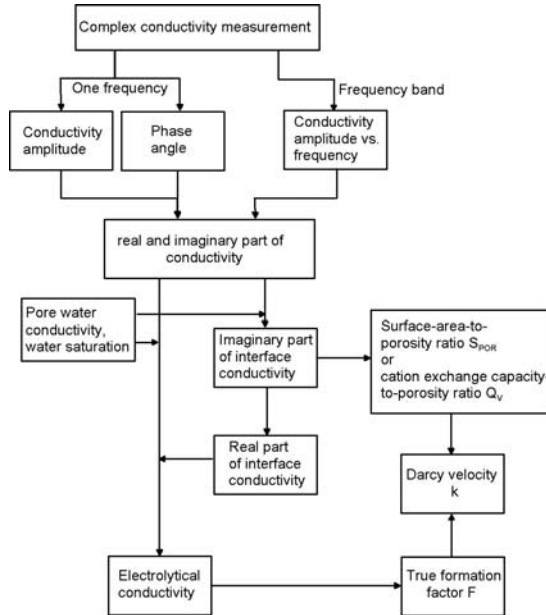 Complex conductivity measurement
One frequency
Frequency band
Conductivity
amplitude
Phase
angle
Conductivity
amplitude vs.
frequency
real and imaginary part of
conductivity
Pore water
conductivity,
water saturation
Imaginary part
of interface
conductivity
Surface-area-to-
porosity ratio S_POR
or
cation exchange capacity-
to-porosity ratio Q_V
Real part
of interface
conductivity
Darcy velocity
k
Electrolytical
conductivity
True formation
factor F